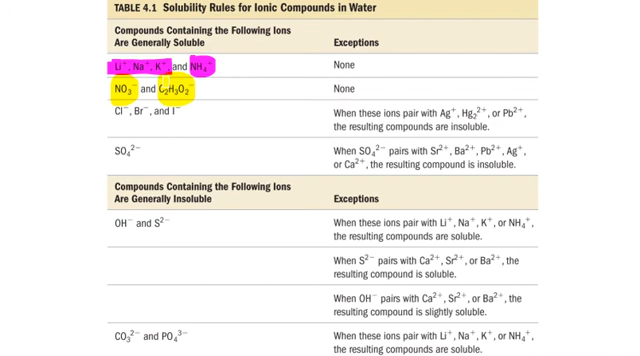 TABLE 4.1 Solubility Rules for Ionic Compounds in Water
Compounds Containing the Following Ions
Are Generally Soluble
Exceptions
Li⁺, Na⁺, K⁺, and NH₄⁺
None
NO₃⁻ and C₂H₃O₂⁻
None
Cl⁻, Br⁻, and I⁻
When these ions pair with Ag⁺, Hg₂²⁺, or Pb²⁺,
the resulting compounds are insoluble.
SO₄²⁻
When SO₄²⁻ pairs with Sr²⁺, Ba²⁺, Pb²⁺, Ag⁺
or Ca²⁺, the resulting compound is insoluble.
Compounds Containing the Following Ions
Are Generally Insoluble
Exceptions
OH⁻ and S²⁻
When these ions pair with Li⁺, Na⁺, K⁺, or NH₄⁺,
the resulting compounds are soluble.
When S²⁻ pairs with Ca²⁺, Sr²⁺, or Ba²⁺, the
resulting compound is soluble.
When OH⁻ pairs with Ca²⁺, Sr²⁺, or Ba²⁺, the
resulting compound is slightly soluble.
CO₃²⁻ and PO₄³⁻
When these ions pair with Li⁺, Na⁺, K⁺, or NH₄⁺,
the resulting compounds are soluble.